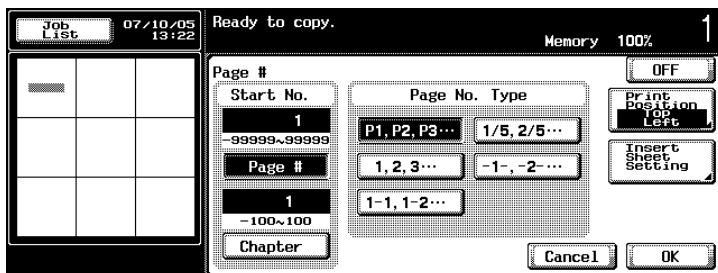 Job
List
07/10/05
13:22
Ready to copy.
Memory 100%
1
Page #
OFF
Start No.
Page No. Type
1
-99999~99999
Page #
1
-100~100
Chapter
P1, P2, P3···
1/5, 2/5···
1, 2, 3···
-1-, -2-···
1-1, 1-2···
Print
Position
Top
Left
Insert
Sheet
Setting
Cancel
OK